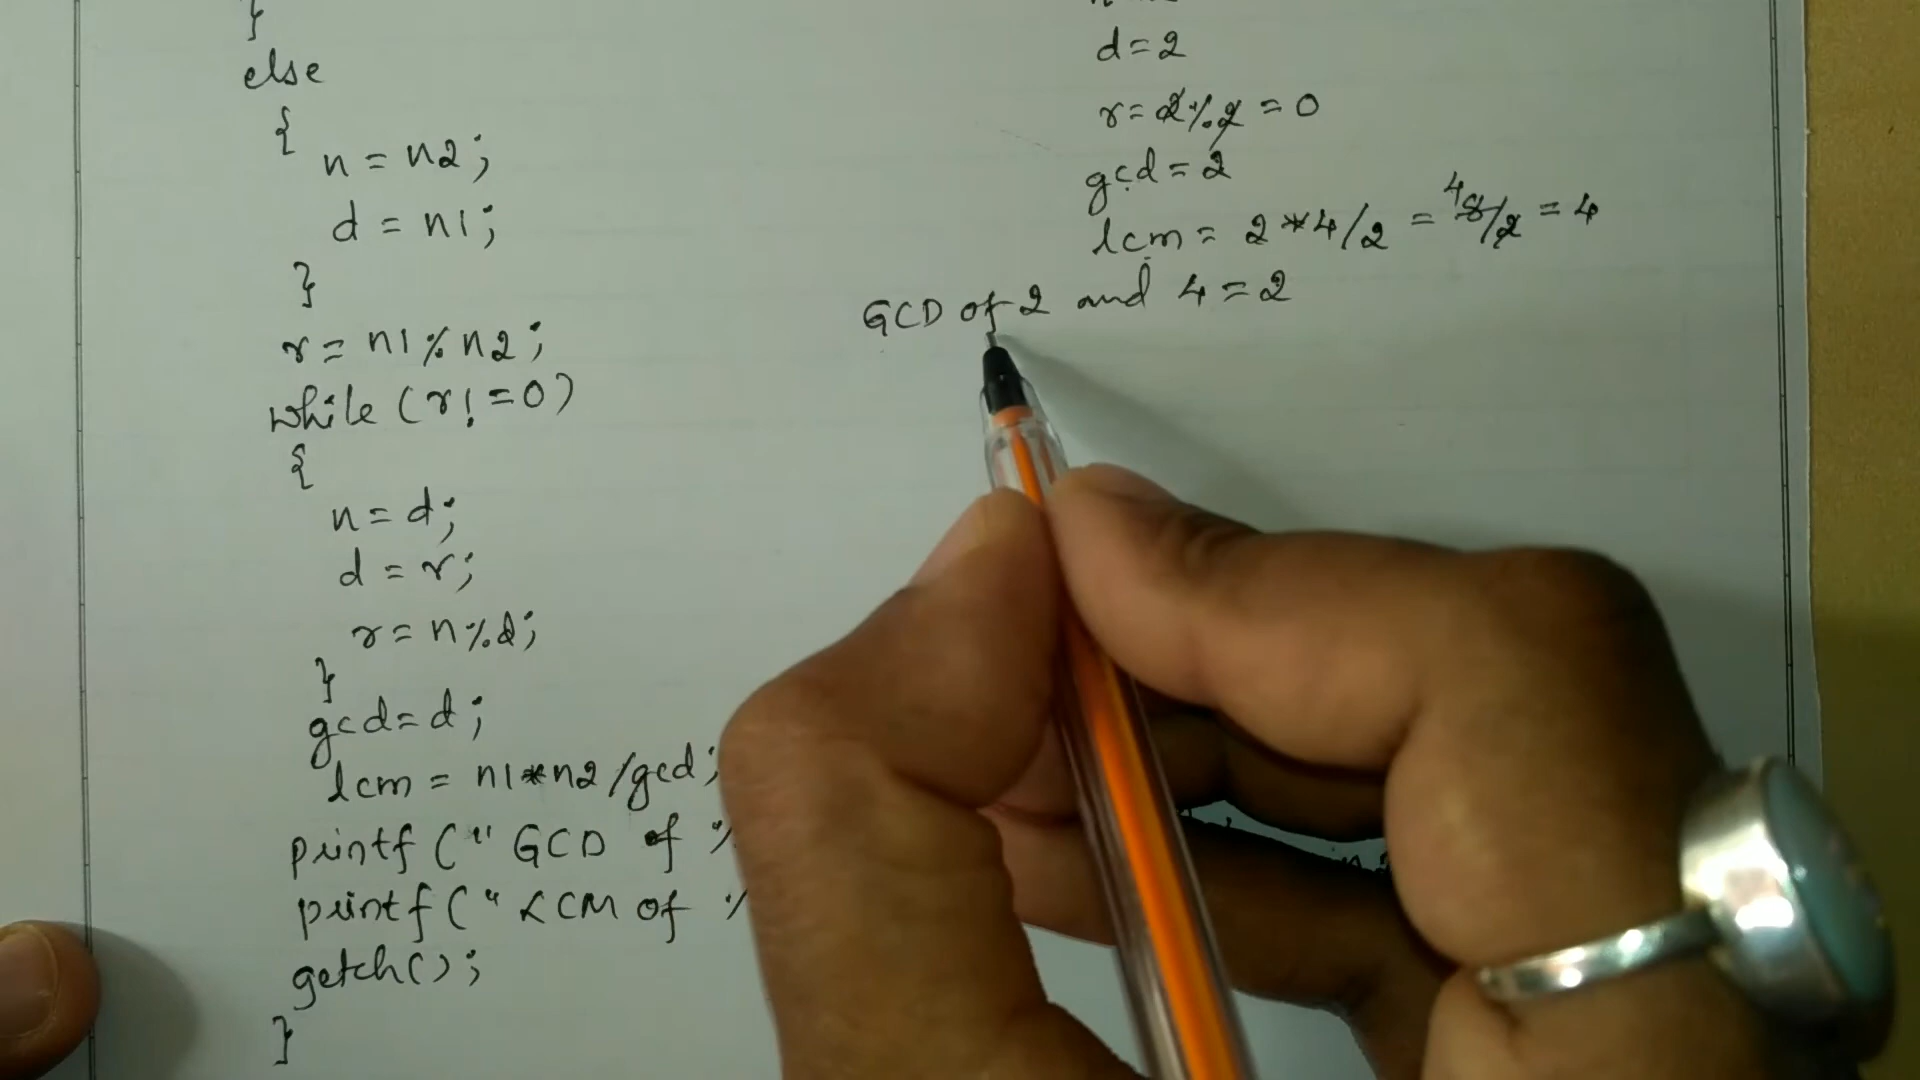 }
else
{
n = n2;
d = n1;
}
r = n1 % n2;
while (r! = 0)
{
n = d;
d = r;
r = n % d;
}
gcd = d;
lcm = n1 * n2 / gcd;
printf (" GCD of %
printf (" LCM of %
getch();
}
d = 2
r = 2 % 2 = 0
gcd = 2
lcm = 2 * 4 / 2 = 4 8/2 = 4
GCD of 2 and 4 = 2